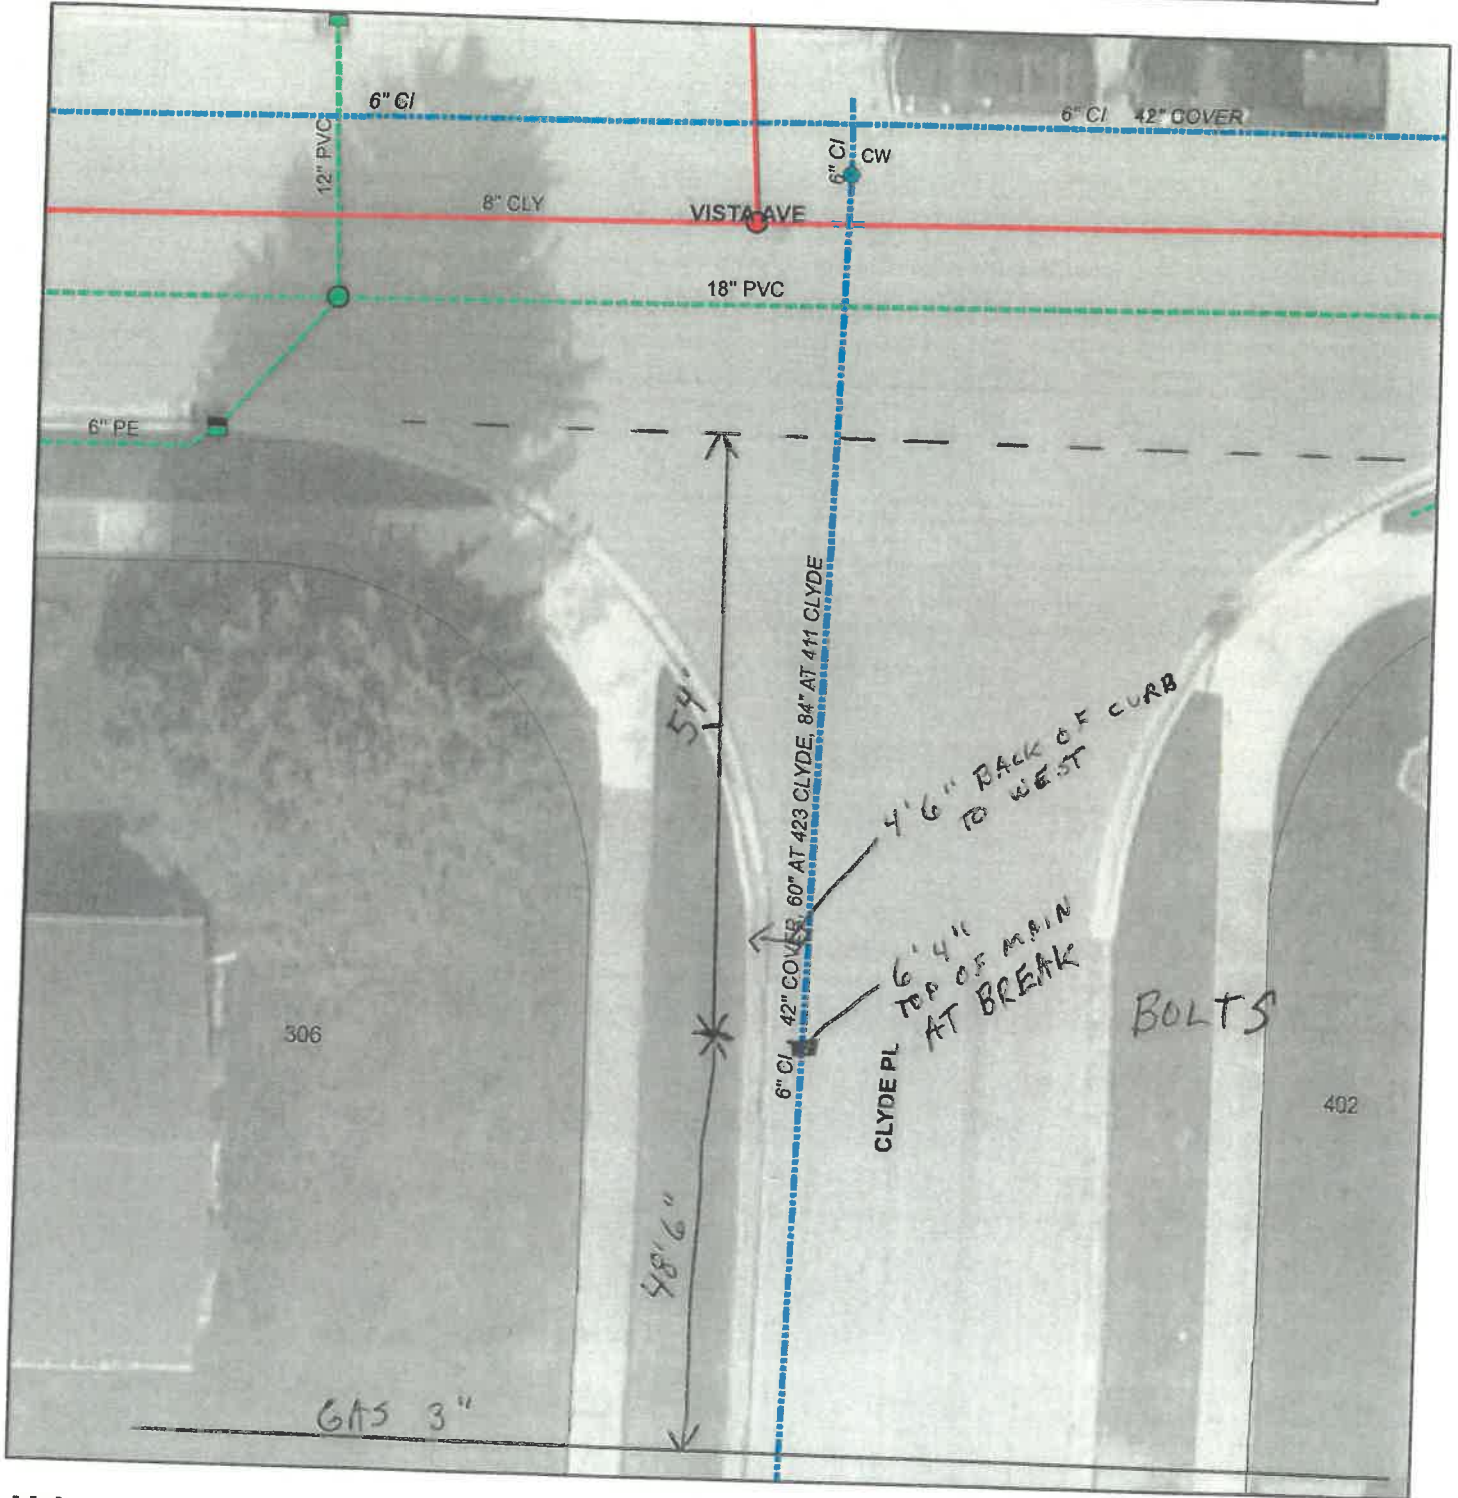 6" CI
12" PVC
6" CI 42" COVER
6" CI
CW
8" CLY
VISTA AVE
18" PVC
6" PE
54'
42" COVER, 60" AT 423 CLYDE, 84" AT 411 CLYDE
4'6" BACK OF CURB
TO WEST
6'4"
TOP OF MAIN
AT BREAK
BOLTS
306
6" CI
CLYDE PL
402
48'6"
GAS 3"